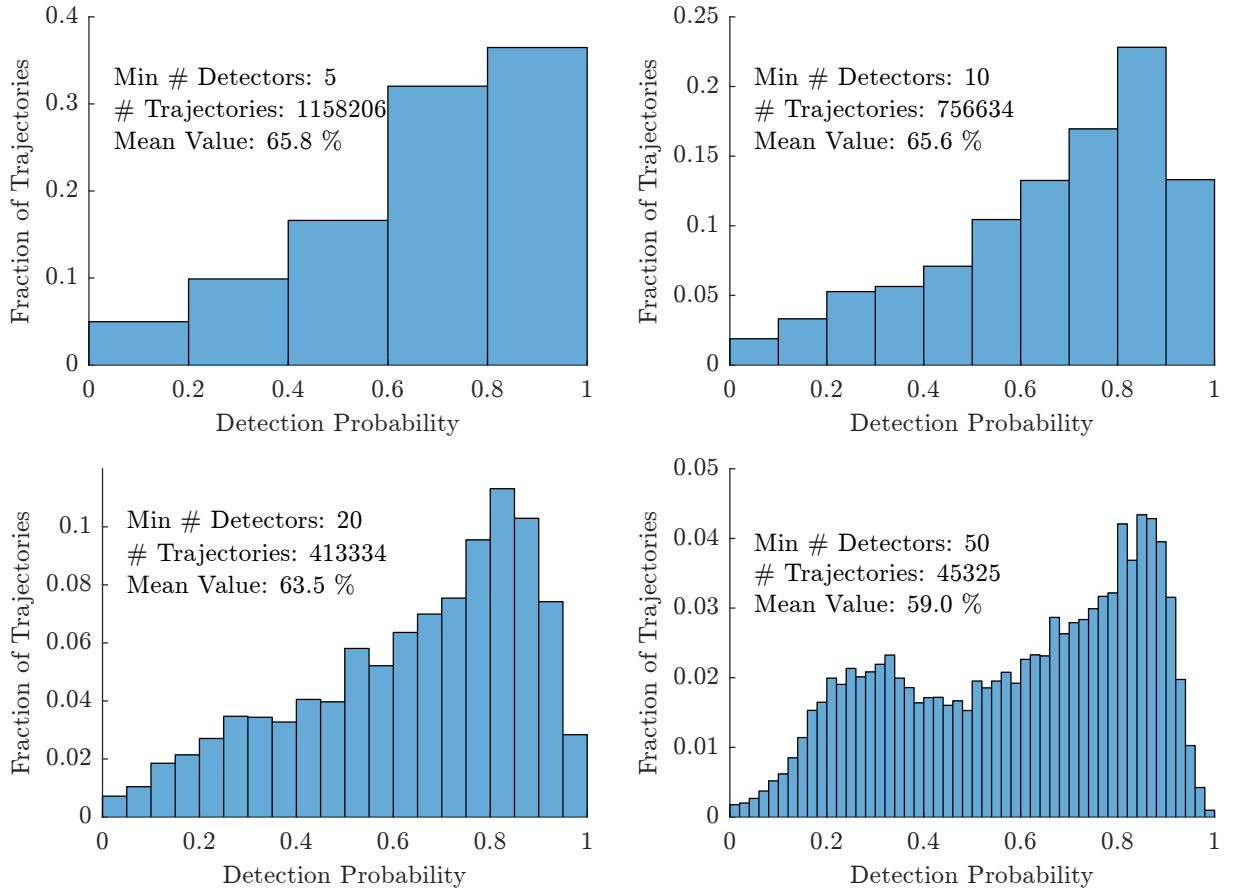 0.4
0.3
0.2
0.1
0
Fraction of Trajectories
Min # Detectors: 5
# Trajectories: 1158206
Mean Value: 65.8 %
0 0.2 0.4 0.6 0.8 1
Detection Probability
0.25
0.2
0.15
0.1
0.05
0
Fraction of Trajectories
Min # Detectors: 10
# Trajectories: 756634
Mean Value: 65.6 %
0 0.2 0.4 0.6 0.8 1
Detection Probability
0.1
0.08
0.06
0.04
0.02
0
Fraction of Trajectories
Min # Detectors: 20
# Trajectories: 413334
Mean Value: 63.5 %
0 0.2 0.4 0.6 0.8 1
Detection Probability
0.05
0.04
0.03
0.02
0.01
0
Fraction of Trajectories
Min # Detectors: 50
# Trajectories: 45325
Mean Value: 59.0 %
0 0.2 0.4 0.6 0.8 1
Detection Probability